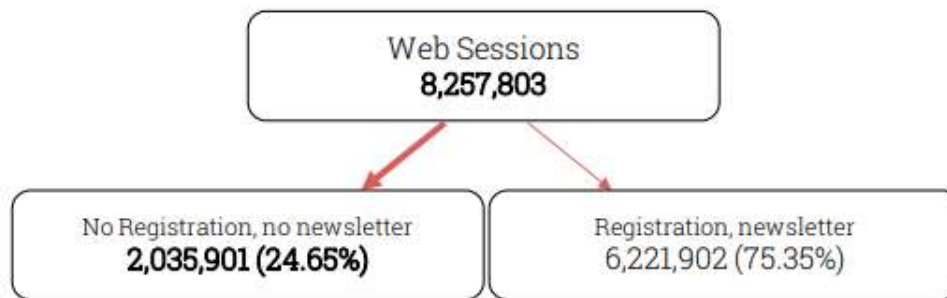 Web Sessions
8,257,803
No Registration, no newsletter
2,035,901 (24.65%)
Registration, newsletter
6,221,902 (75.35%)